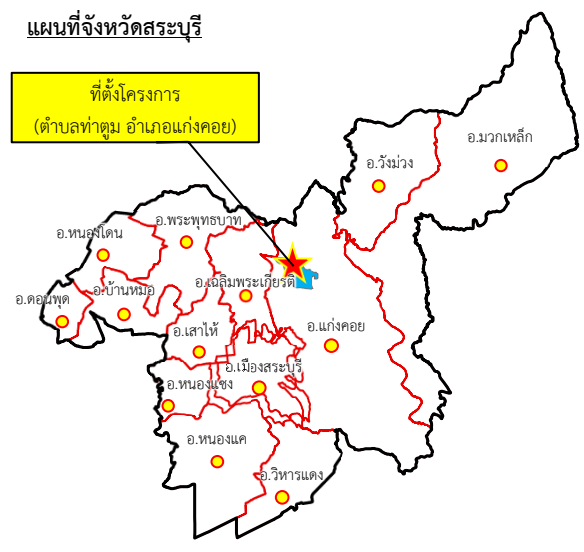 แผนที่จังหวัดสระบุรี
ที่ตั้งโครงการ
(ตำบลท่าตูม อำเภอแก่งคอย)
อ.มวกเหล็ก
อ.วังม่วง
อ.พระพุทธบาท
อ.หนองโดน
อ.เฉลิมพระเกียรติ
อ.บ้านหมอ
อ.ดอนพุด
อ.แก่งคอย
อ.เสาไห้
อ.เมืองสระบุรี
อ.หนองแซง
อ.หนองแค
อ.วิหารแดง